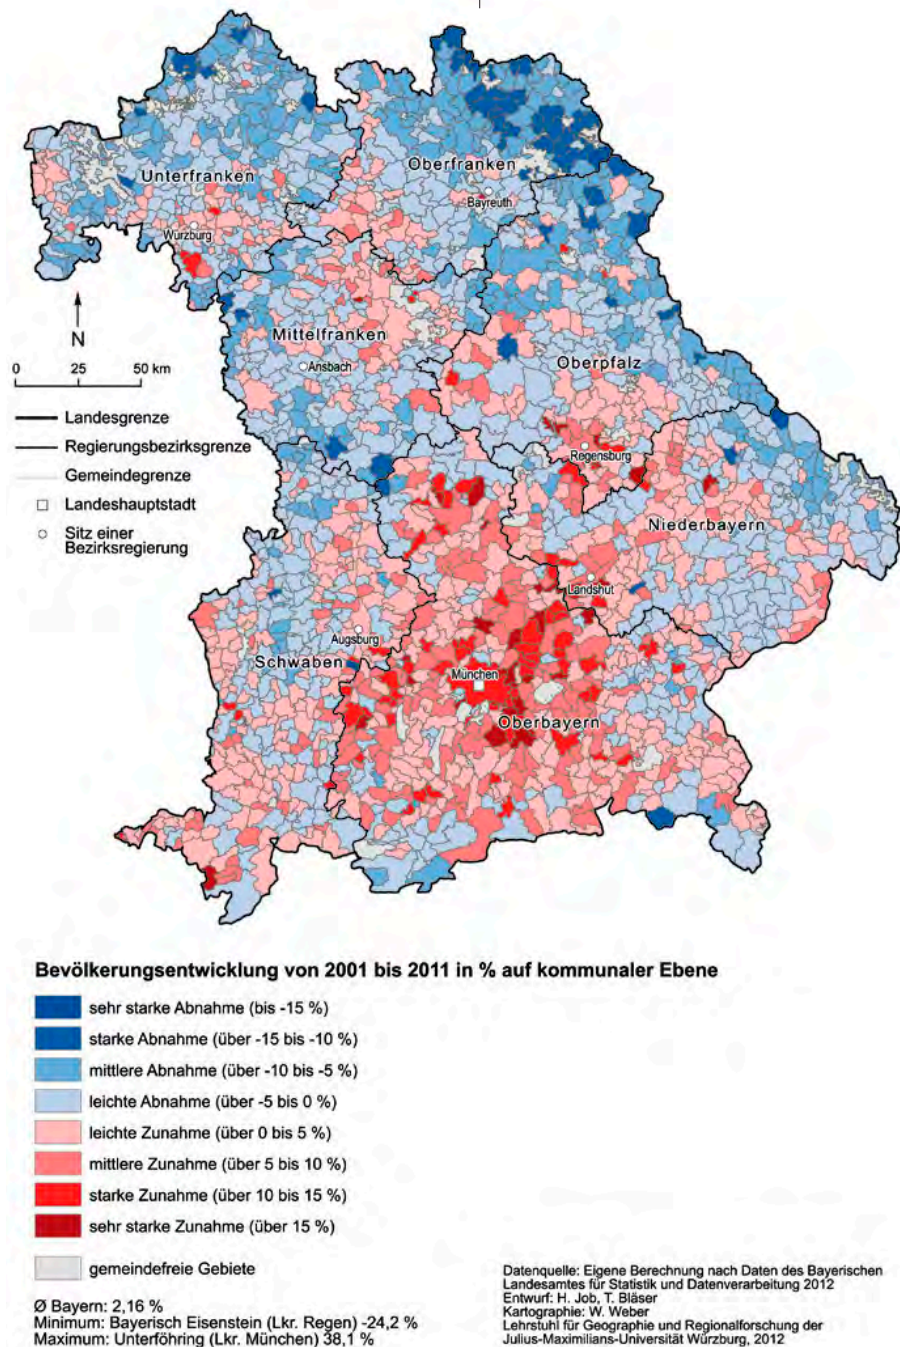 Oberfranken
Unterfranken
Bayreuth
Würzburg
N
Mittelfranken
Oberpfalz
Ansbach
0 25 50 km
Landesgrenze
Regierungsbezirksgrenze
Regensburg
Gemeindegrenze
Landeshauptstadt
Niederbayern
Sitz einer
Bezirksregierung
Landshut
Augsburg
Schwaben
München
Oberbayern
Bevölkerungsentwicklung von 2001 bis 2011 in % auf kommunaler Ebene
sehr starke Abnahme (bis -15 %)
starke Abnahme (über -15 bis -10 %)
mittlere Abnahme (über -10 bis -5 %)
leichte Abnahme (über -5 bis 0 %)
leichte Zunahme (über 0 bis 5 %)
mittlere Zunahme (über 5 bis 10 %)
starke Zunahme (über 10 bis 15 %)
sehr starke Zunahme (über 15 %)
gemeindefreie Gebiete
Ø Bayern: 2,16 %
Minimum: Bayerisch Eisenstein (Lkr. Regen) -24,2 %
Maximum: Unterföhring (Lkr. München) 38,1 %
Datenquelle: Eigene Berechnung nach Daten des Bayerischen
Landesamtes für Statistik und Datenverarbeitung 2012
Entwurf: H. Job, T. Bläser
Kartographie: W. Weber
Lehrstuhl für Geographie und Regionalforschung der
Julius-Maximilians-Universität Würzburg, 2012